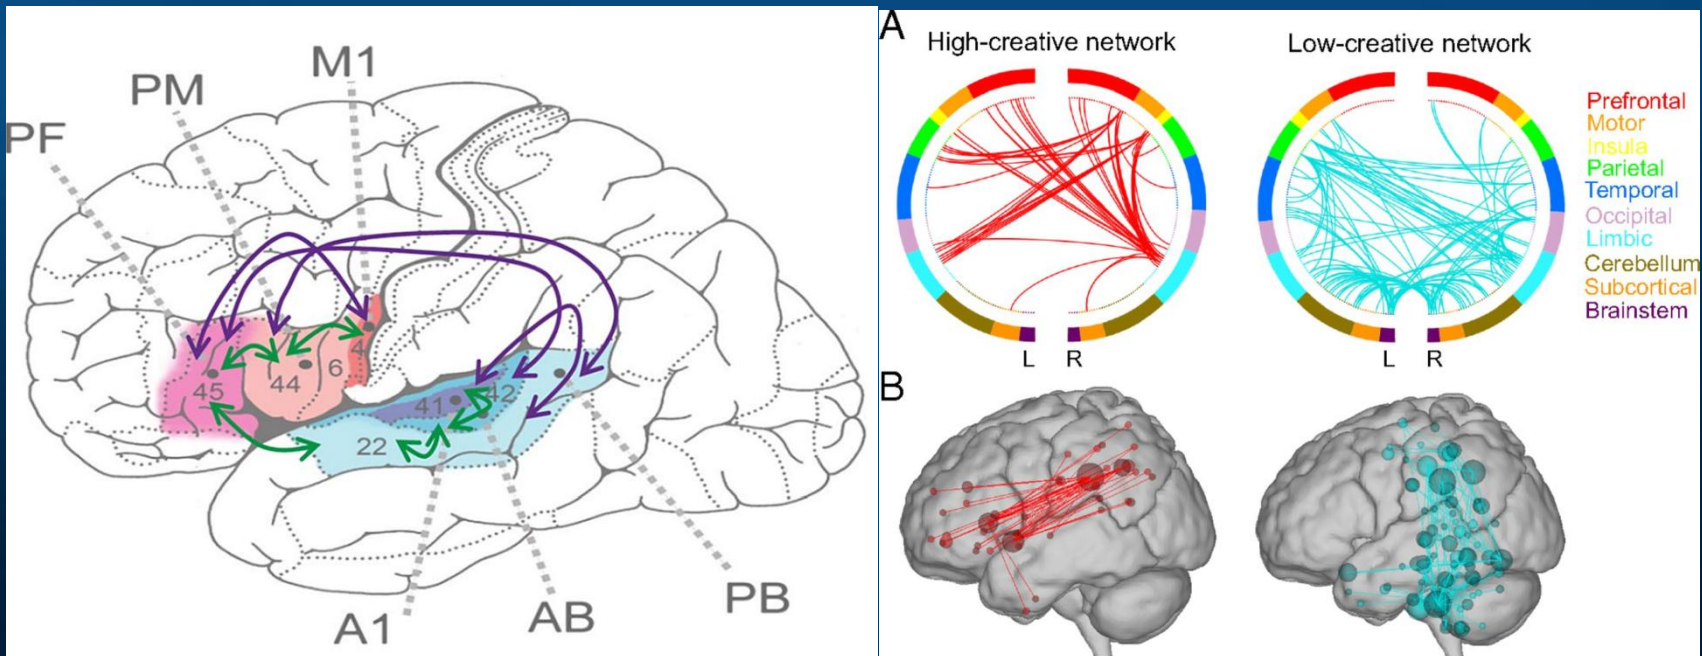 M1
PM
PF
45
44
6
4
41
42
22
A1
AB
PB
A
High-creative network
Low-creative network
L
R
L
R
Prefrontal
Motor
Insula
Parietal
Temporal
Occipital
Limbic
Cerebellum
Subcortical
Brainstem
B